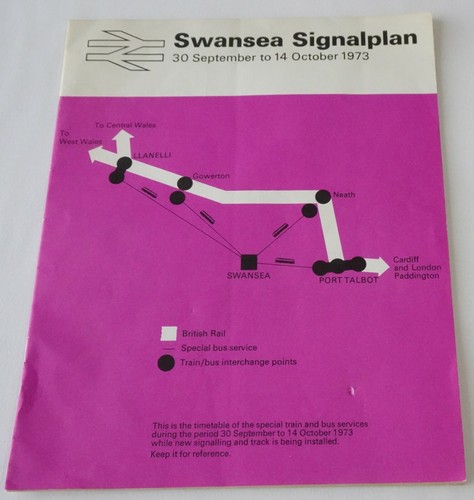 Swansea Signalplan
30 September to 14 October 1973
To Central Wales
To
West Wales
LLANELLI
Gowerton
Neath
SWANSEA
PORT TALBOT
Cardiff
and London
Paddington
British Rail
Special bus service
Train/bus interchange points
This is the timetable of the special train and bus services
during the period 30 September to 14 October 1973
while new signalling and track is being installed.
Keep it for reference.